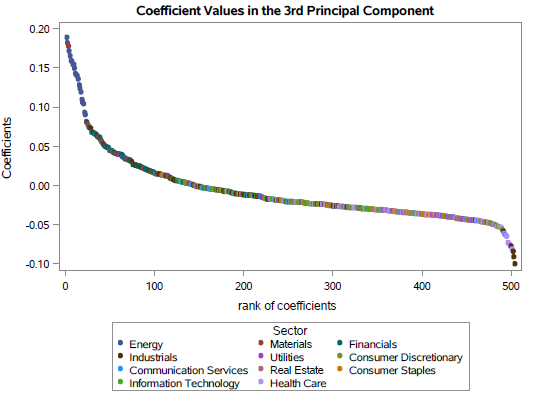 Coefficient Values in the 3rd Principal Component
0.20
0.15
0.10
0.05
0.00
-0.05
-0.10
Coefficients
0 100 200 300 400 500
rank of coefficients
Sector
Energy Materials Financials
Industrials Utilities Consumer Discretionary
Communication Services Real Estate Consumer Staples
Information Technology Health Care